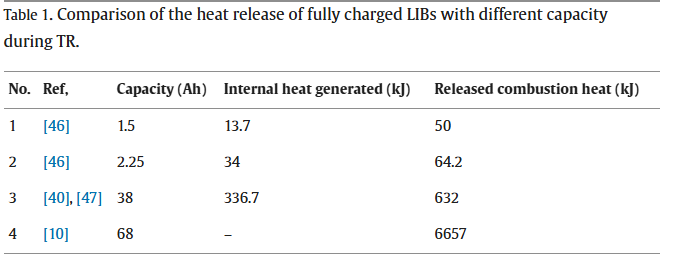 Table 1. Comparison of the heat release of fully charged LIBs with different capacity
during TR.
No. Ref, Capacity (Ah) Internal heat generated (kJ) Released combustion heat (kJ)
1 [46] 1.5 13.7 50
2 [46] 2.25 34 64.2
3 [40], [47] 38 336.7 632
4 [10] 68 – 6657